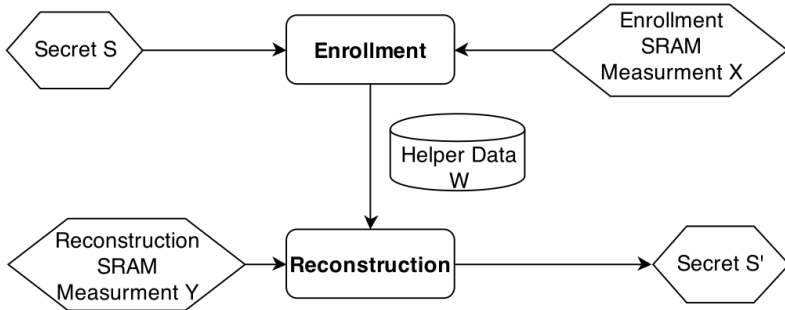 Secret S
Enrollment
Enrollment
SRAM
Measurment X
Helper Data
W
Reconstruction
SRAM
Measurment Y
Reconstruction
Secret S'